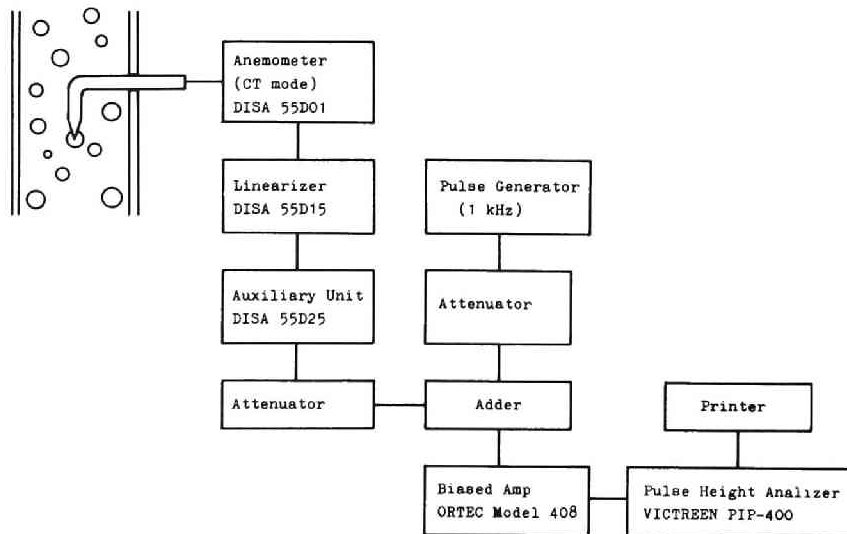 Anemometer
(CT mode)
DISA 55D01
Linearizer
DISA 55D15
Pulse Generator
(1 kHz)
Auxiliary Unit
DISA 55D25
Attenuator
Attenuator
Adder
Printer
Biased Amp
ORTEC Model 408
Pulse Height Analizer
VICTREEN PIP-400